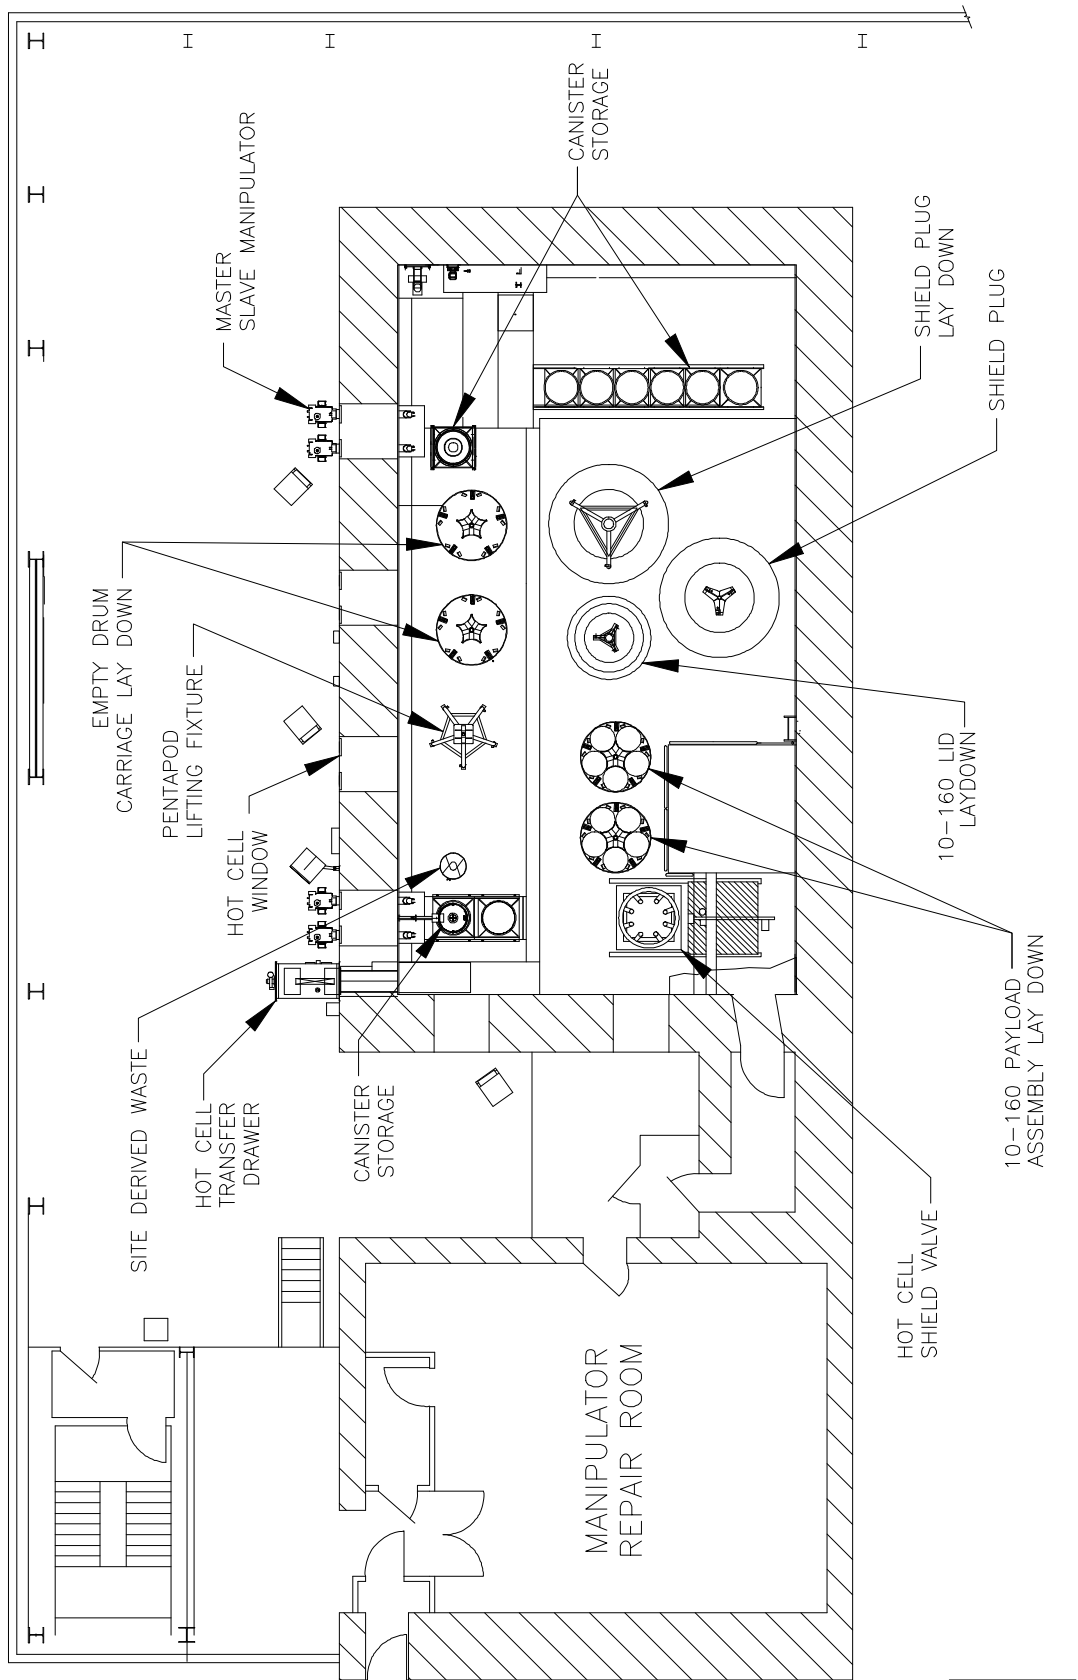 CANISTER
STORAGE
MASTER
SLAVE MANIPULATOR
SHIELD PLUG
LAY DOWN
SHIELD PLUG
EMPTY DRUM
CARRIAGE LAY DOWN
PENTAPOD
LIFTING FIXTURE
HOT CELL
WINDOW
10-160 LID
LAYDOWN
SITE DERIVED WASTE
HOT CELL
TRANSFER
DRAWER
CANISTER
STORAGE
10-160 PAYLOAD
ASSEMBLY LAY DOWN
HOT CELL
SHIELD VALVE
MANIPULATOR
REPAIR ROOM